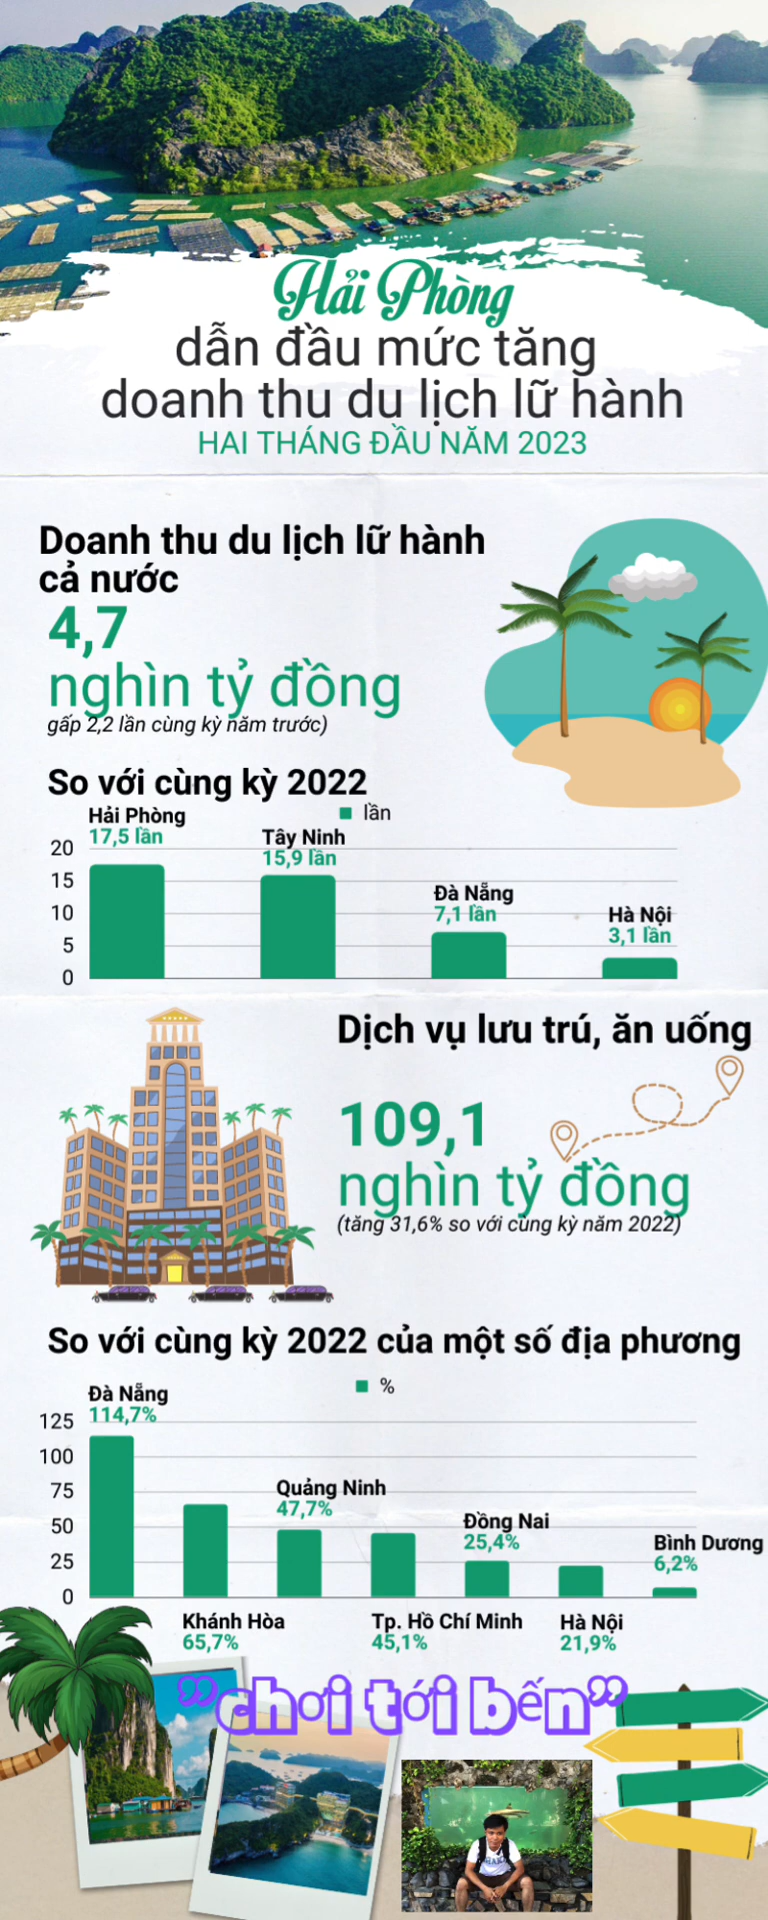 Hải Phòng
dẫn đầu mức tăng
doanh thu du lịch lữ hành
HAI THÁNG ĐẦU NĂM 2023
Doanh thu du lịch lữ hành
cả nước
4,7
nghìn tỷ đồng
gấp 2,2 lần cùng kỳ năm trước)
So với cùng kỳ 2022
lần
Hải Phòng
17,5 lần
Tây Ninh
15,9 lần
Đà Nẵng
7,1 lần
Hà Nội
3,1 lần
20
15
10
5
0
Dịch vụ lưu trú, ăn uống
109,1
nghìn tỷ đồng
(tăng 31,6% so với cùng kỳ năm 2022)
So với cùng kỳ 2022 của một số địa phương
%
Đà Nẵng
114,7%
Quảng Ninh
47,7%
Đồng Nai
25,4%
Bình Dương
6,2%
125
100
75
50
25
0
Khánh Hòa
65,7%
Tp. Hồ Chí Minh
45,1%
Hà Nội
21,9%
"chơi tới bến"